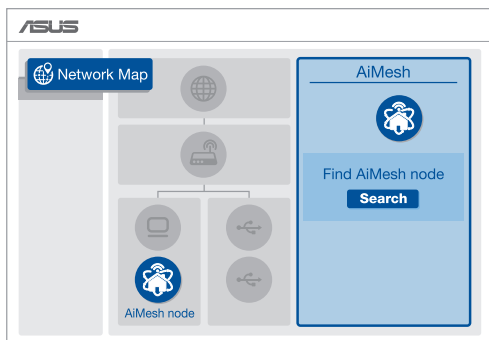 ASUS
Network Map
AiMesh
Find AiMesh node
Search
AiMesh node